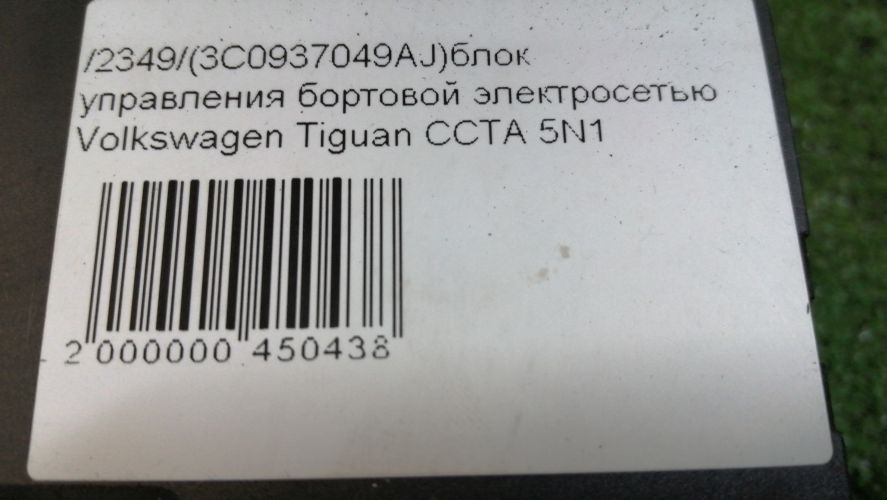 /2349/(3C0937049AJ)блок
управления бортовой электросетью
Volkswagen Tiguan CCTA 5N1
2 000000 450438